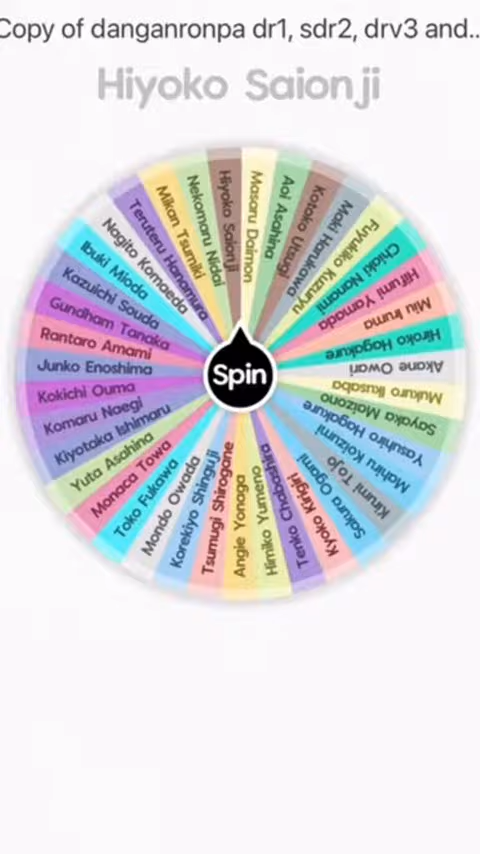 Copy of danganronpa dr1, sdr2, drv3 and...
Hiyoko Saionji
Hiyoko Saionji
Masaru Daimon
Aoi Asahina
Kotoko Utsugi
Maki Harukawa
Fuyuhiko Kuzuryu
Chiaki Nanami
Hifumi Yamada
Miu Iruma
Hiroko Hagakure
Akane Owari
Mukuro Ikusaba
Sayaka Maizono
Yasuhiro Hagakure
Mahiru Koizumi
Kirumi Tojo
Sakura Ogami
Kyoko Kirigiri
Tenko Chabashira
Himiko Yumeno
Angie Yonaga
Tsumugi Shirogane
Korekiyo Shinguji
Mondo Owada
Toko Fukawa
Monaca Towa
Yuta Asahina
Kiyotaka Ishimaru
Komaru Naegi
Kokichi Ouma
Junko Enoshima
Rantaro Amami
Gundham Tanaka
Kazuichi Souda
Ibuki Mioda
Nagito Komaeda
Teruteru Hanamura
Mikan Tsumiki
Nekomaru Nidai
Spin